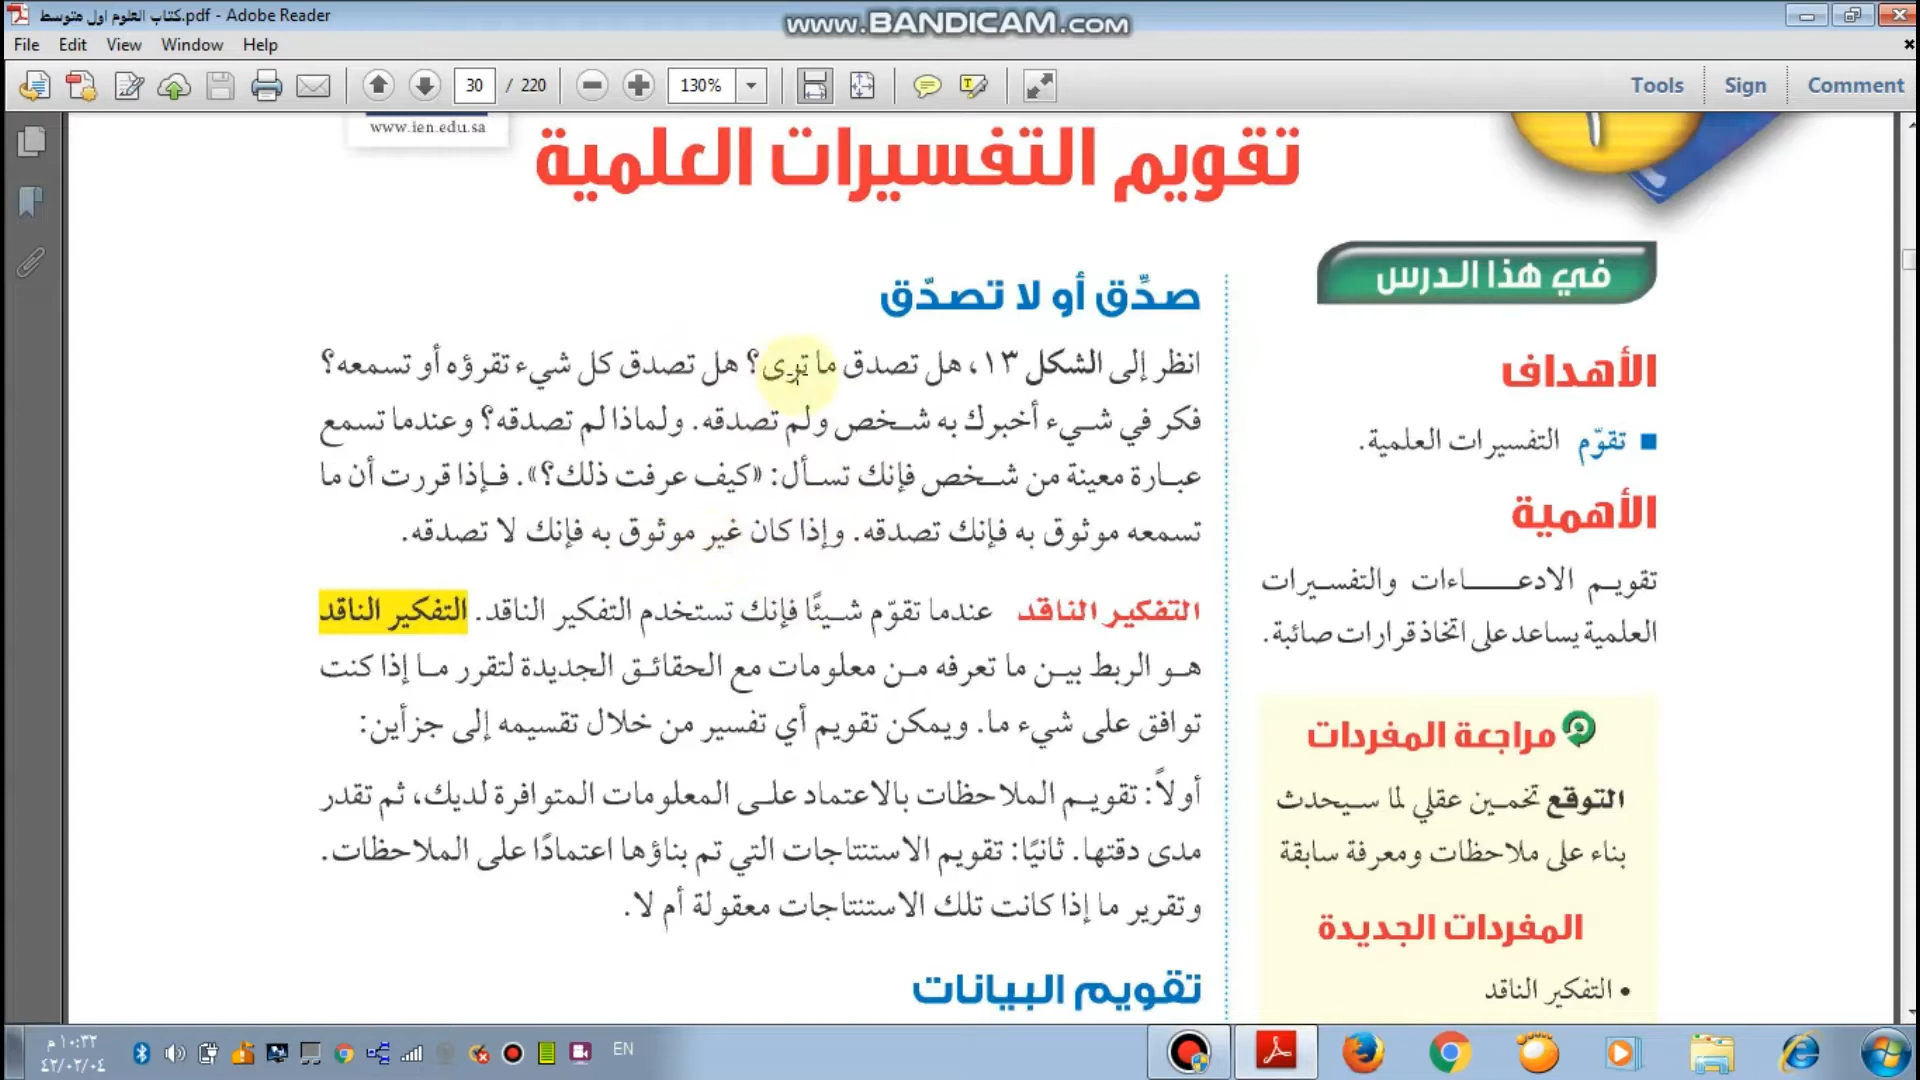 كتاب العلوم اول متوسط.pdf - Adobe Reader
www.BANDICAM.com
File Edit View Window Help
30 / 220 130% Tools Sign Comment
www.ien.edu.sa
تقويم التفسيرات العلمية
في هذا الدرس
الأهداف
■ تقوّم التفسيرات العلمية.
الأهمية
تقويم الادعاءات والتفسيرات
العلمية يساعد على اتخاذ قرارات صائبة.
مراجعة المفردات
التوقع تخمين عقلي لما سيحدث
بناء على ملاحظات ومعرفة سابقة
المفردات الجديدة
• التفكير الناقد
صدِّق أو لا تصدّق
انظر إلى الشكل ١٣، هل تصدق ما ترى؟ هل تصدق كل شيء تقرؤه أو تسمعه؟
فكر في شيء أخبرك به شخص ولم تصدقه. ولماذا لم تصدقه؟ وعندما تسمع
عبارة معينة من شخص فإنك تسأل: «كيف عرفت ذلك؟». فإذا قررت أن ما
تسمعه موثوق به فإنك تصدقه. وإذا كان غير موثوق به فإنك لا تصدقه.
التفكير الناقد عندما تقوّم شيئًا فإنك تستخدم التفكير الناقد. التفكير الناقد
هو الربط بين ما تعرفه من معلومات مع الحقائق الجديدة لتقرر ما إذا كنت
توافق على شيء ما. ويمكن تقويم أي تفسير من خلال تقسيمه إلى جزأين:
أولاً: تقويم الملاحظات بالاعتماد على المعلومات المتوافرة لديك، ثم تقدر
مدى دقتها. ثانيًا: تقويم الاستنتاجات التي تم بناؤها اعتمادًا على الملاحظات.
وتقرير ما إذا كانت تلك الاستنتاجات معقولة أم لا.
تقويم البيانات
١٠:٣٢ م
٤٣/٠٢/٠٤
EN